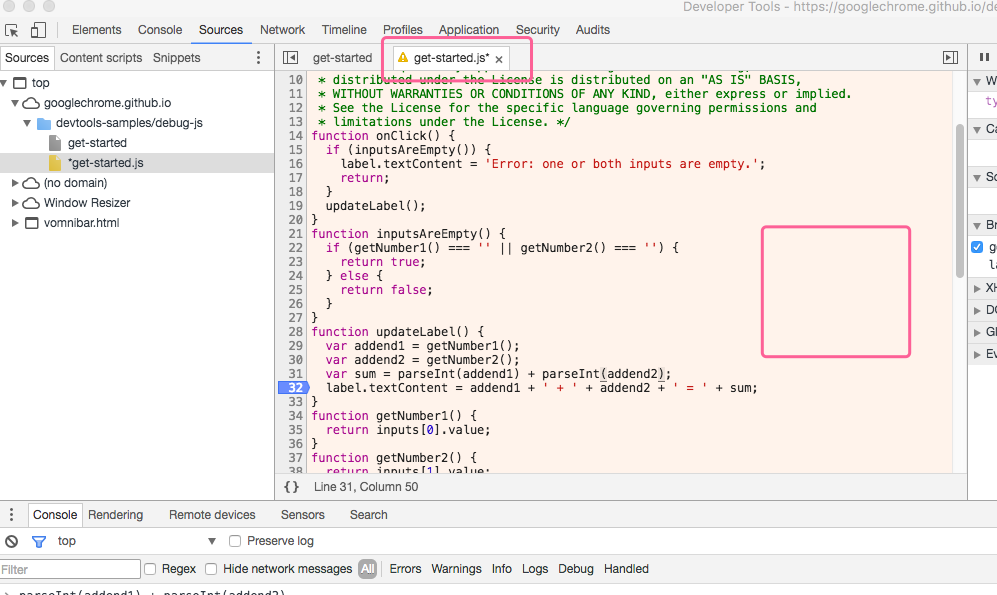 Developer Tools - https://googlechrome.github.io/de
Elements Console Sources Network Timeline Profiles Application Security Audits
Sources Content scripts Snippets
get-started get-started.js* ×
top
googlechrome.github.io
devtools-samples/debug-js
get-started
*get-started.js
(no domain)
Window Resizer
vomnibar.html
10 * distributed under the License is distributed on an "AS IS" BASIS,
11 * WITHOUT WARRANTIES OR CONDITIONS OF ANY KIND, either express or implied.
12 * See the License for the specific language governing permissions and
13 * limitations under the License. */
14 function onClick() {
15 if (inputsAreEmpty()) {
16 label.textContent = 'Error: one or both inputs are empty.';
17 return;
18 }
19 updateLabel();
20 }
21 function inputsAreEmpty() {
22 if (getNumber1() === '' || getNumber2() === '') {
23 return true;
24 } else {
25 return false;
26 }
27 }
28 function updateLabel() {
29 var addend1 = getNumber1();
30 var addend2 = getNumber2();
31 var sum = parseInt(addend1) + parseInt(addend2);
32 label.textContent = addend1 + ' + ' + addend2 + ' = ' + sum;
33 }
34 function getNumber1() {
35 return inputs[0].value;
36 }
37 function getNumber2() {
38 return inputs[1].value;
{} Line 31, Column 50
W
ty
Ca
Sc
Br
g
la
XH
DO
Gl
Ev
Console Rendering Remote devices Sensors Search
top Preserve log
Filter Regex Hide network messages All Errors Warnings Info Logs Debug Handled
> parseInt(addend1) + parseInt(addend2)